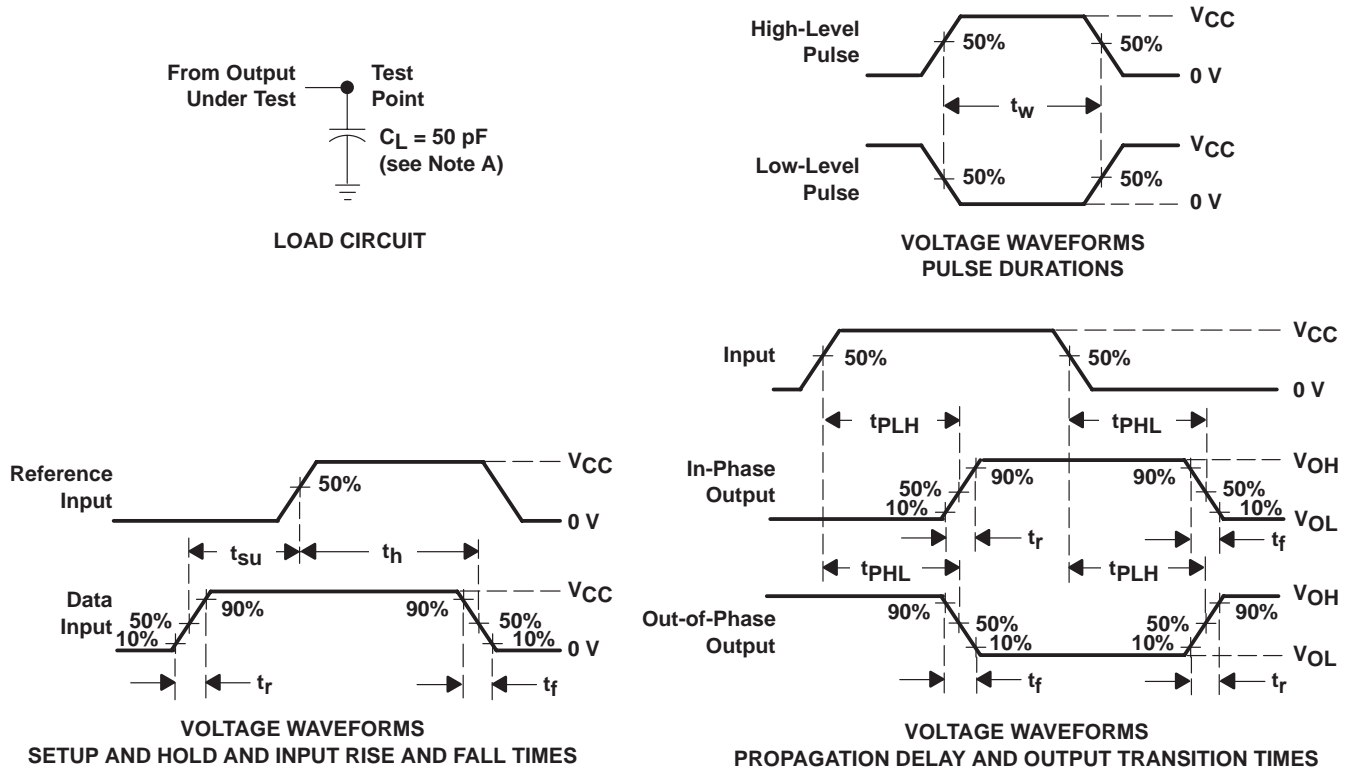 From Output
Under Test
Test
Point
CL = 50 pF
(see Note A)
LOAD CIRCUIT
High-Level
Pulse
50%
50%
VCC
0 V
tw
Low-Level
Pulse
50%
50%
VCC
0 V
VOLTAGE WAVEFORMS
PULSE DURATIONS
Reference
Input
50%
VCC
0 V
tsu
th
Data
Input
50%
10%
90%
90%
50%
10%
VCC
0 V
tr
tf
VOLTAGE WAVEFORMS
SETUP AND HOLD AND INPUT RISE AND FALL TIMES
Input
50%
50%
VCC
0 V
tPLH
tPHL
In-Phase
Output
50%
10%
90%
90%
50%
10%
VOH
VOL
tr
tf
tPHL
tPLH
Out-of-Phase
Output
90%
50%
10%
50%
10%
90%
VOH
VOL
tf
tr
VOLTAGE WAVEFORMS
PROPAGATION DELAY AND OUTPUT TRANSITION TIMES